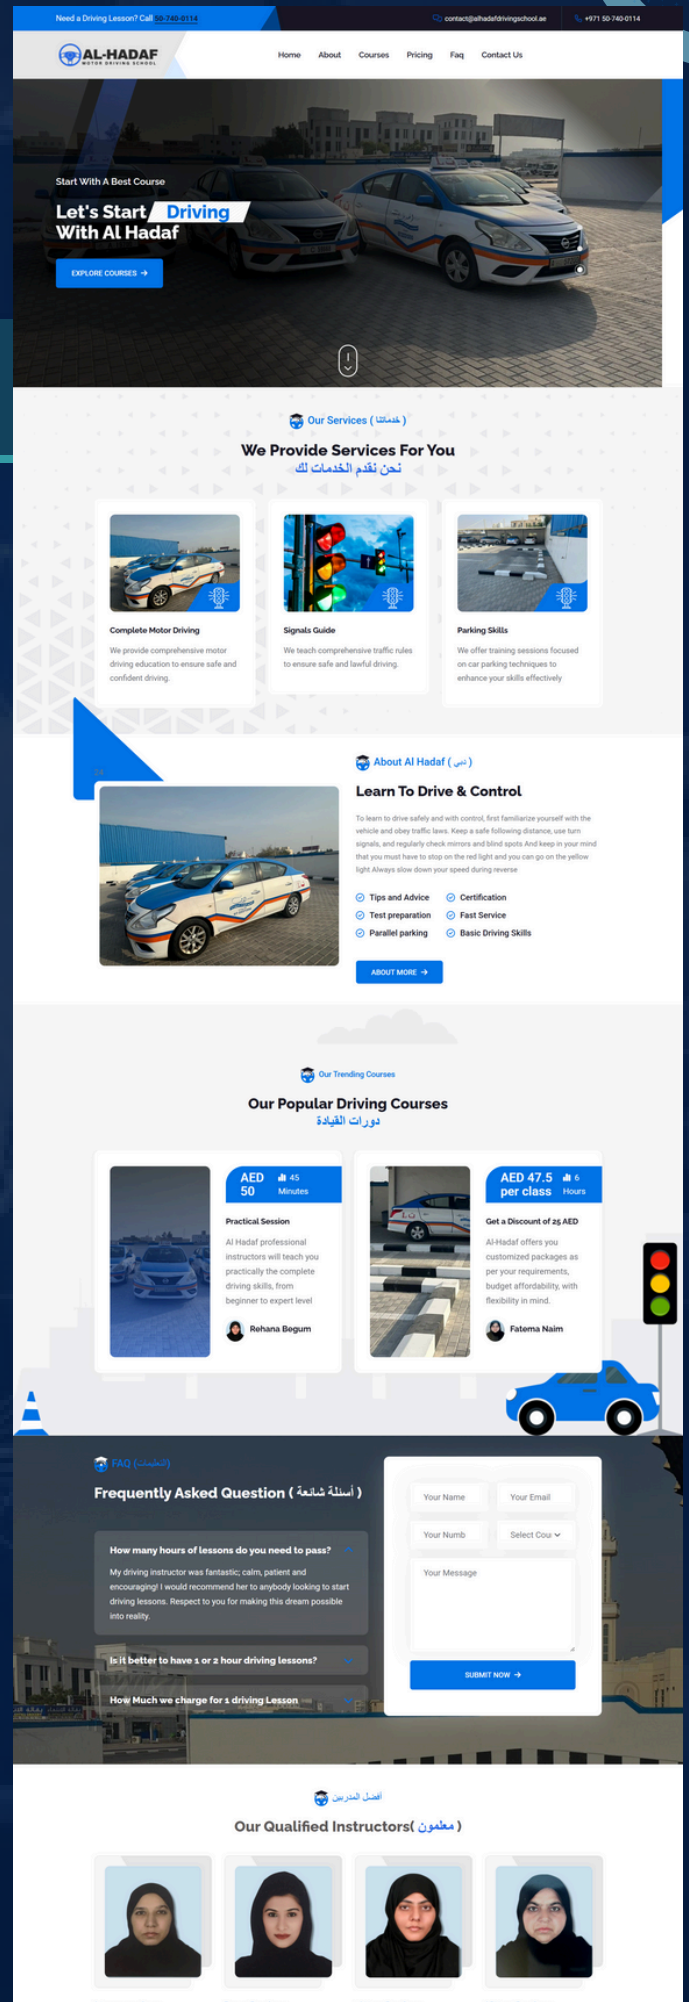 Need a Driving Lesson? Call 50-740-0114
contact@alhadafdrivingschool.ae
+971 50-740-0114
AL-HADAF
MOTOR DRIVING SCHOOL
Home About Courses Pricing Faq Contact Us
Start With A Best Course
Let's Start Driving
With Al Hadaf
EXPLORE COURSES →
Our Services ( خدماتنا )
We Provide Services For You
نحن نقدم الخدمات لك
Complete Motor Driving
We provide comprehensive motor
driving education to ensure safe and
confident driving.
Signals Guide
We teach comprehensive traffic rules
to ensure safe and lawful driving.
Parking Skills
We offer training sessions focused
on car parking techniques to
enhance your skills effectively
24
About Al Hadaf ( دبي )
Learn To Drive & Control
To learn to drive safely and with control, first familiarize yourself with the
vehicle and obey traffic laws. Keep a safe following distance, use turn
signals, and regularly check mirrors and blind spots And keep in your mind
that you must have to stop on the red light and you can go on the yellow
light Always slow down your speed during reverse
Tips and Advice
Certification
Test preparation
Fast Service
Parallel parking
Basic Driving Skills
ABOUT MORE →
Our Trending Courses
Our Popular Driving Courses
دورات القيادة
AED 50
45 Minutes
Practical Session
Al Hadaf professional
instructors will teach you
practically the complete
driving skills, from
beginner to expert level
Rehana Begum
AED 47.5 per class
6 Hours
Get a Discount of 25 AED
Al-Hadaf offers you
customized packages as
per your requirements,
budget affordability, with
flexibility in mind.
Fatema Naim
FAQ (التعليمات)
Frequently Asked Question ( أسئلة شائعة )
How many hours of lessons do you need to pass?
My driving instructor was fantastic; calm, patient and
encouraging! I would recommend her to anybody looking to start
driving lessons. Respect to you for making this dream possible
into reality.
Is it better to have 1 or 2 hour driving lessons?
How Much we charge for 1 driving Lesson
Your Name
Your Email
Your Numb
Select Cou
Your Message
SUBMIT NOW →
أفضل المدربين
Our Qualified Instructors( معلمون )